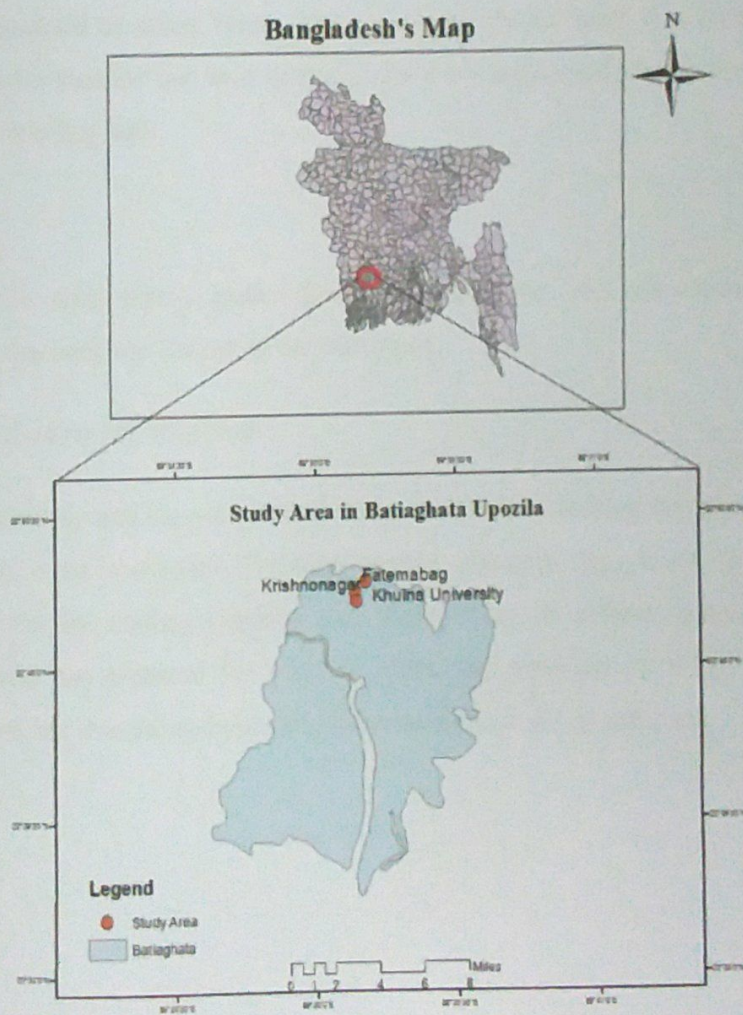 Bangladesh's Map
N
Study Area in Batiaghata Upozila
Fatemabag
Krishnonagar
Khulna University
Legend
Study Area
Batiaghata
Miles
0 1 2 4 6 8